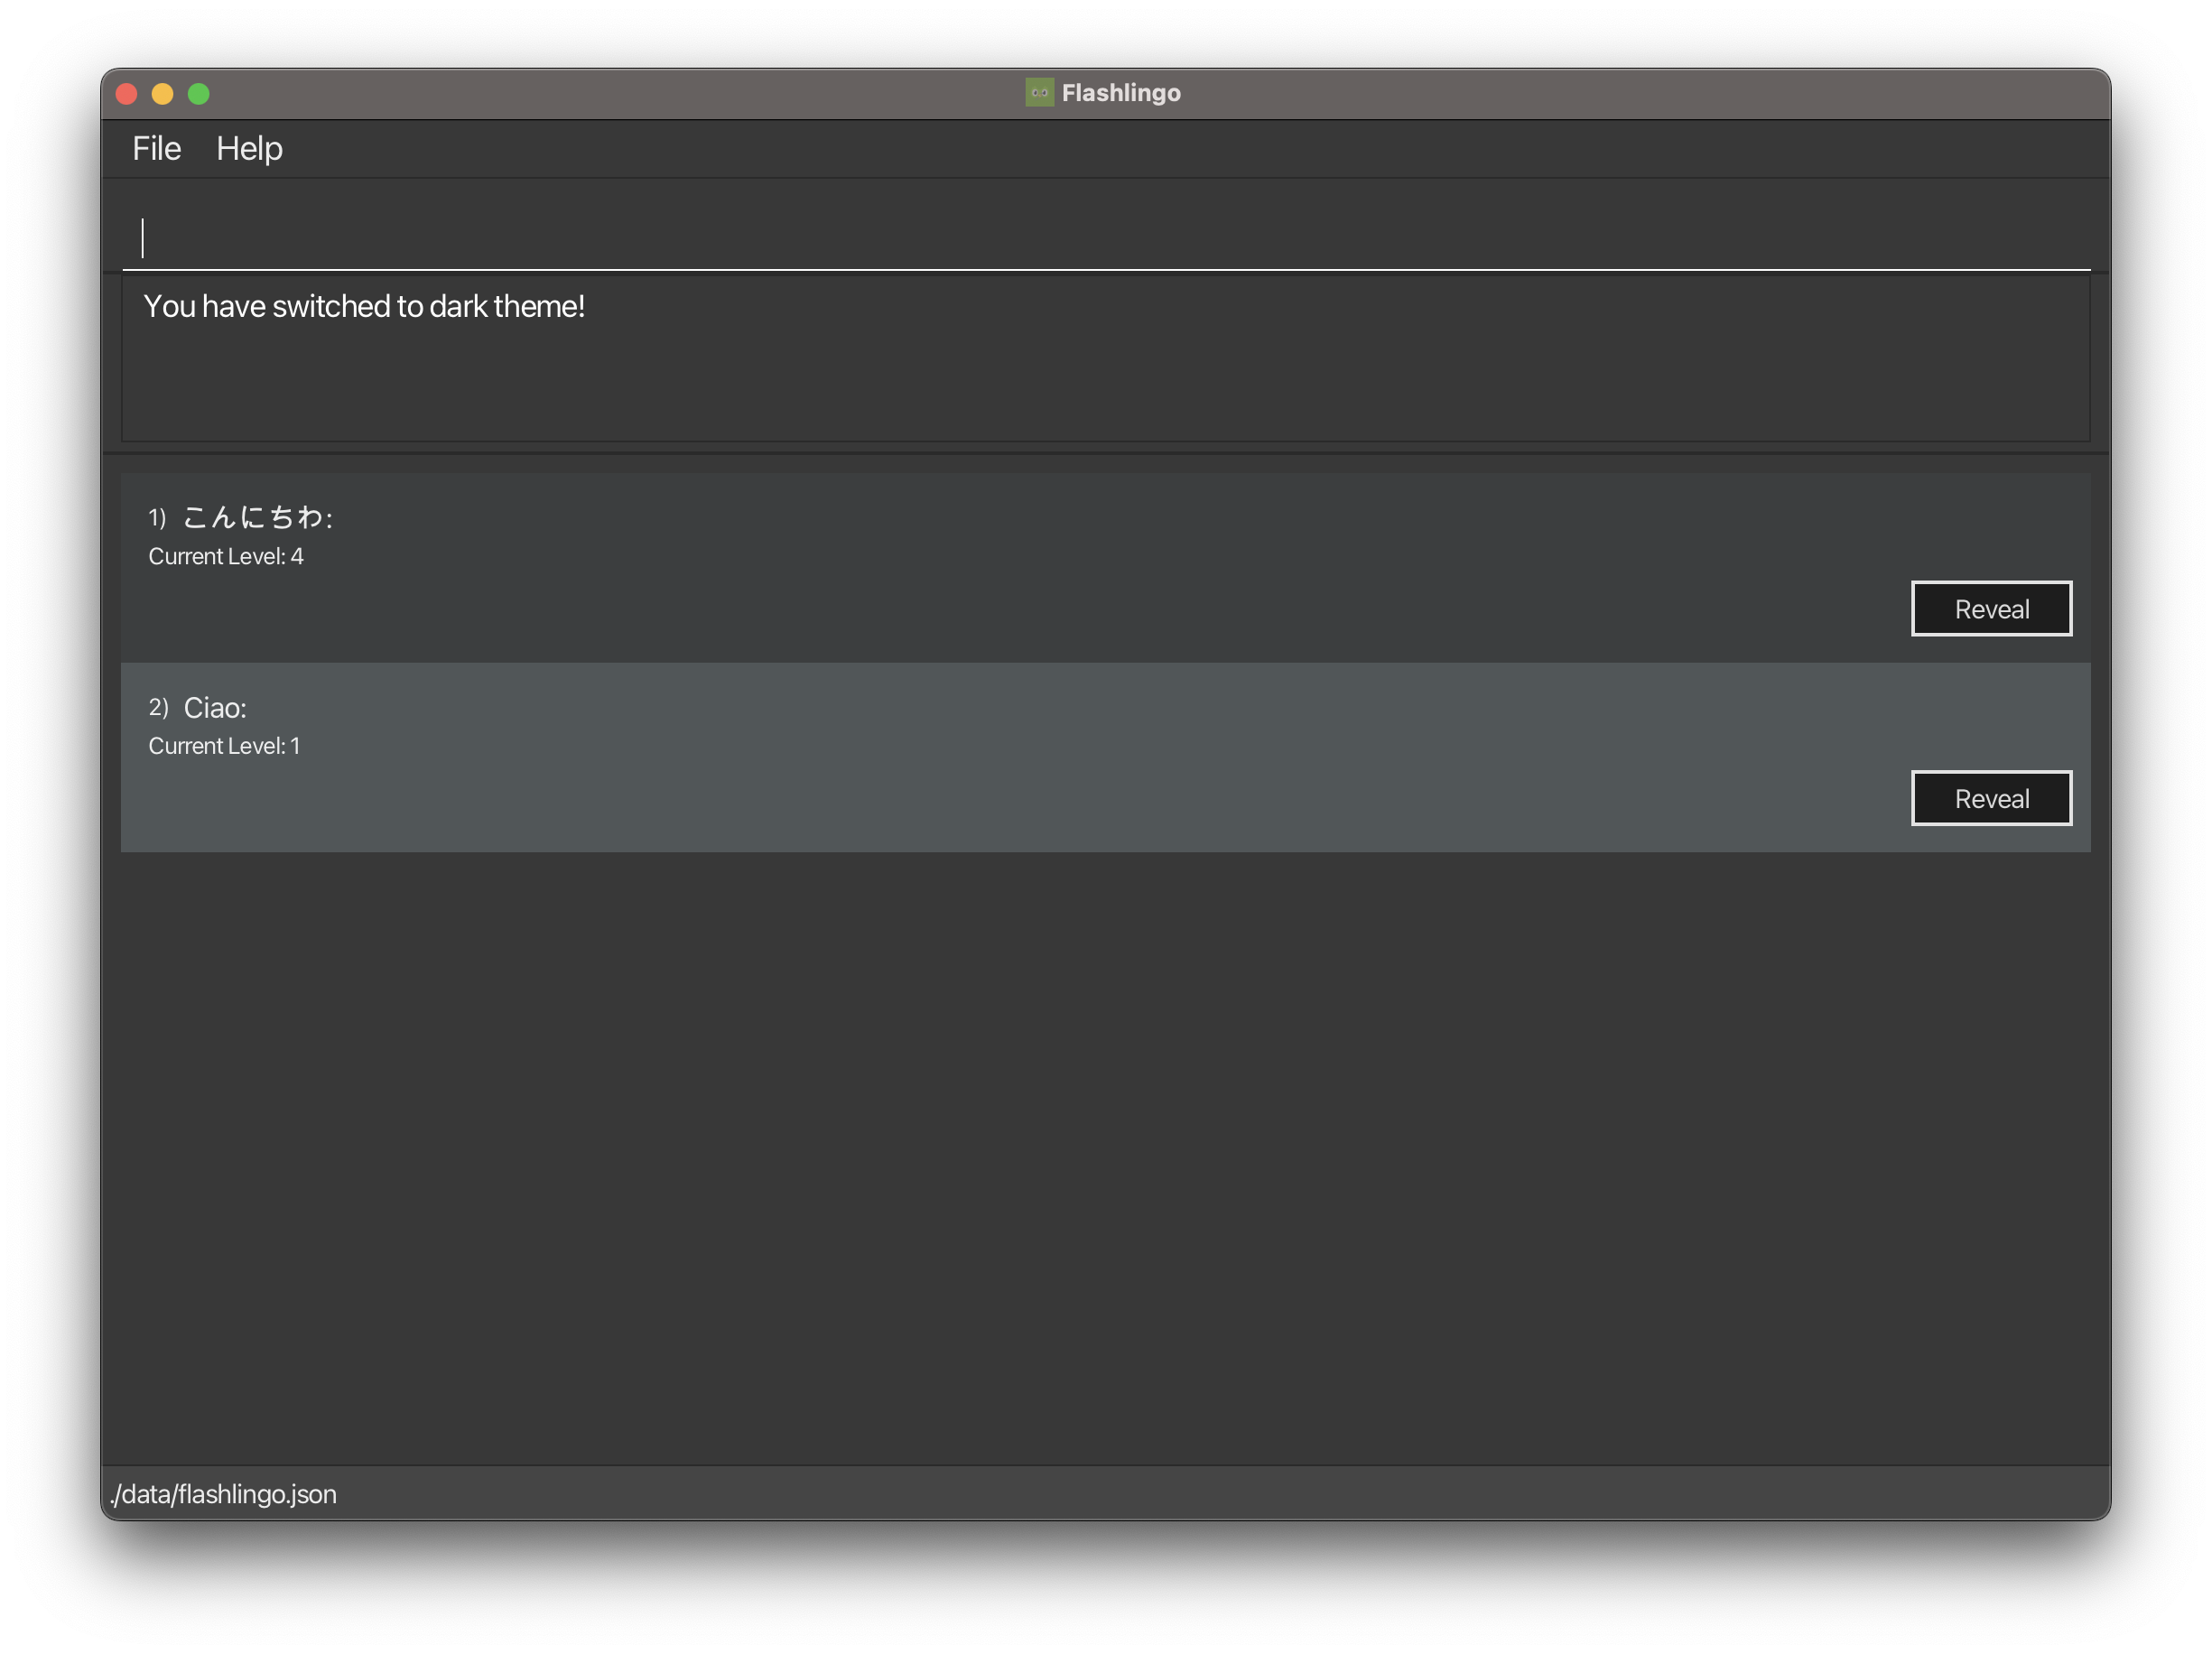 Flashlingo
File Help
You have switched to dark theme!
1) こんにちわ:
Current Level: 4
Reveal
2) Ciao:
Current Level: 1
Reveal
./data/flashlingo.json